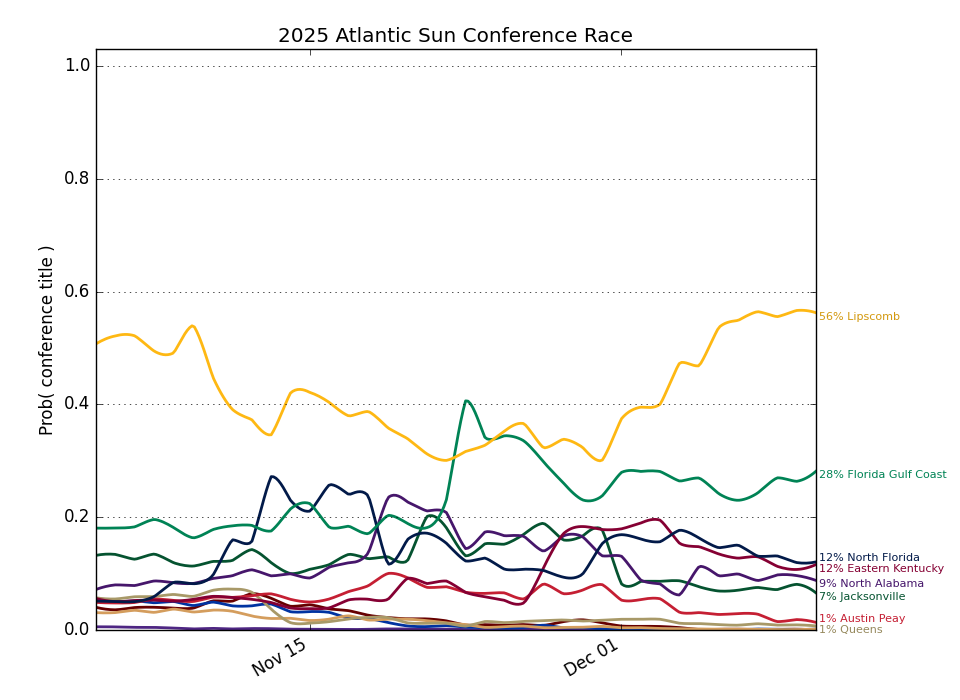 2025 Atlantic Sun Conference Race
Prob( conference title )
1.0
0.8
0.6
0.4
0.2
0.0
Nov 15
Dec 01
56% Lipscomb
28% Florida Gulf Coast
12% North Florida
12% Eastern Kentucky
9% North Alabama
7% Jacksonville
1% Austin Peay
1% Queens